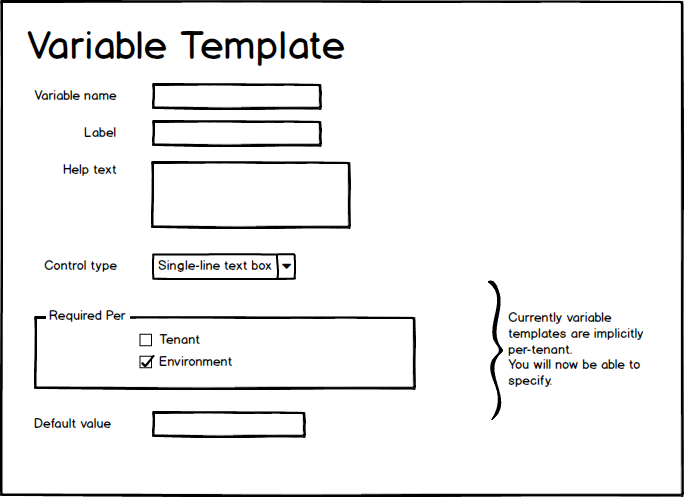 Variable Template
Variable name
Label
Help text
Control type
Single-line text box
Required Per
Tenant
Environment
Default value
Currently variable
templates are implicitly
per-tenant.
You will now be able to
specify.